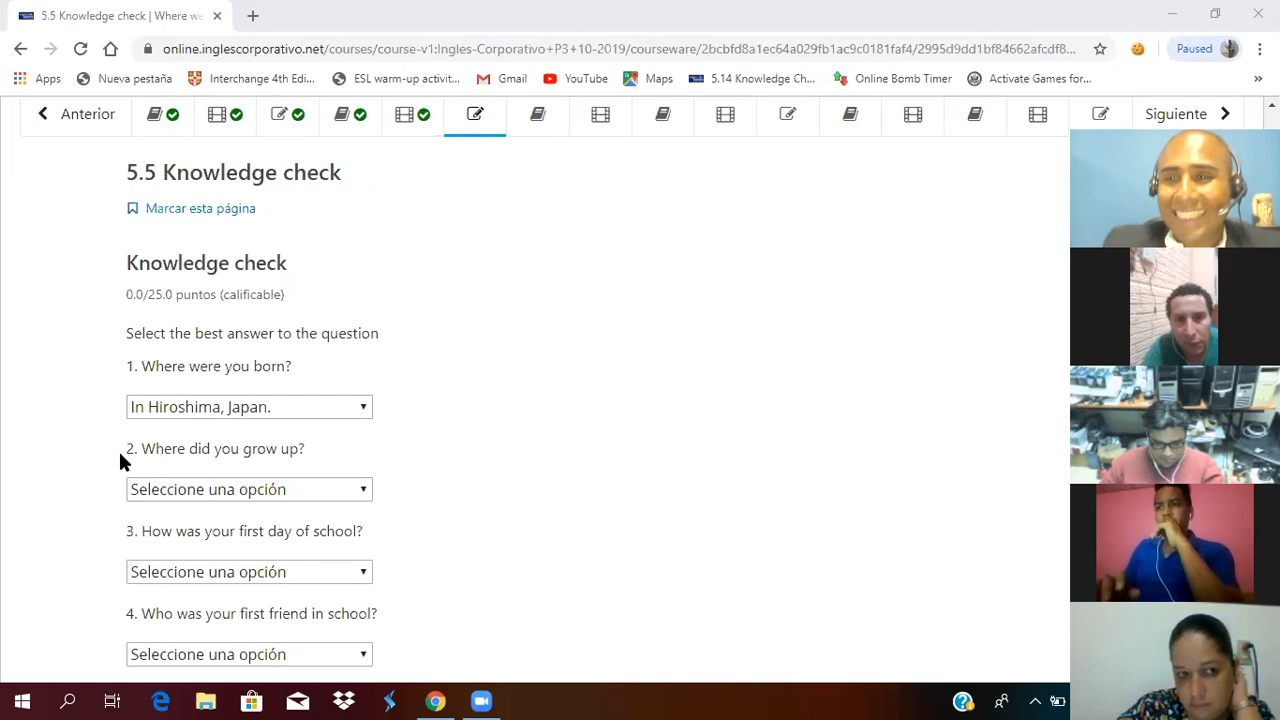 5.5 Knowledge check | Where we
online.inglescorporativo.net/courses/course-v1:Ingles-Corporativo+P3+10-2019/courseware/2bcbfd8a1ec64a029fb1ac9c0181faf4/2995d9dd1bf84662afcdf8...
Paused
Apps
Nueva pestaña
Interchange 4th Edi...
ESL warm-up activit...
Gmail
YouTube
Maps
5.14 Knowledge Ch...
Online Bomb Timer
Activate Games for...
»
Anterior
Siguiente
5.5 Knowledge check
Marcar esta página
Knowledge check
0.0/25.0 puntos (calificable)
Select the best answer to the question
1. Where were you born?
In Hiroshima, Japan.
2. Where did you grow up?
Seleccione una opción
3. How was your first day of school?
Seleccione una opción
4. Who was your first friend in school?
Seleccione una opción